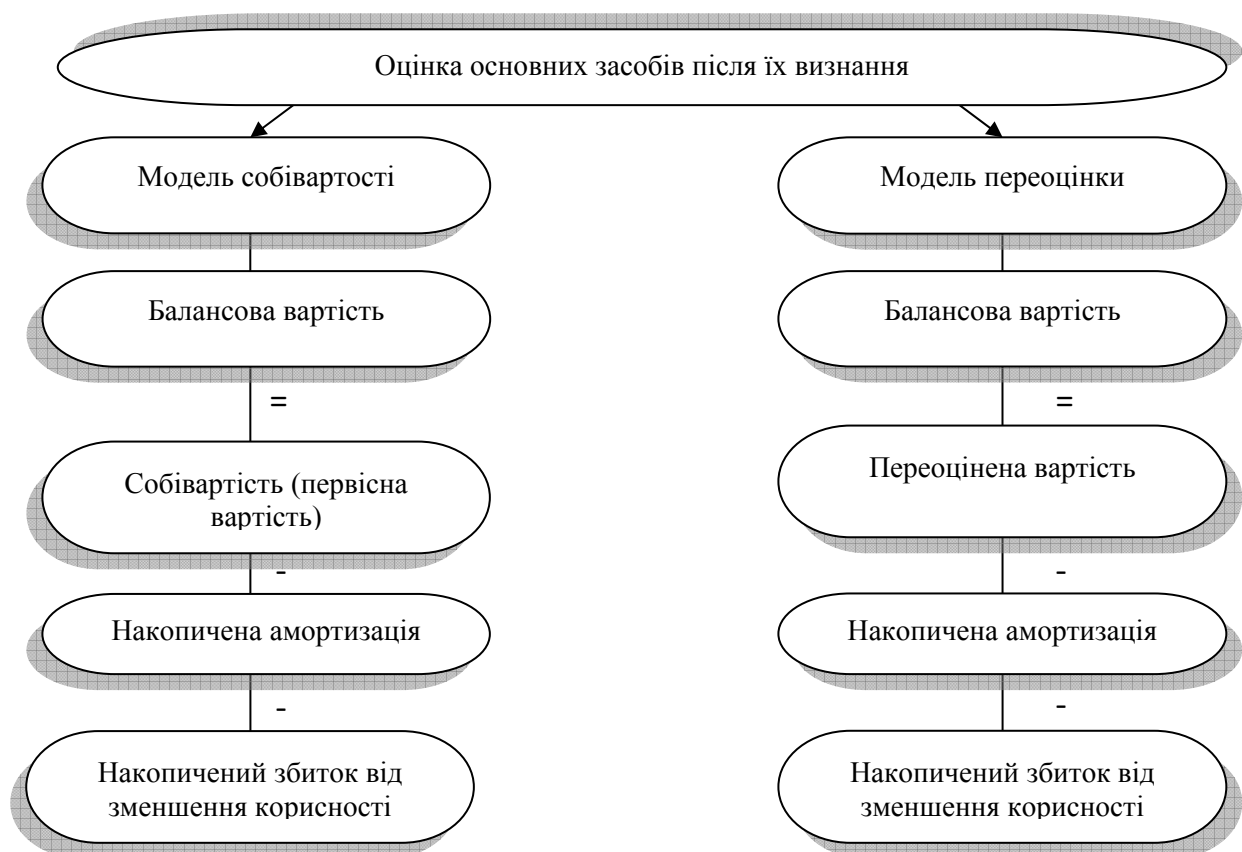 Оцінка основних засобів після їх визнання
Модель собівартості
Модель переоцінки
Балансова вартість
Балансова вартість
=
=
Собівартість (первісна
вартість)
Переоцінена вартість
-
-
Накопичена амортизація
Накопичена амортизація
-
-
Накопичений збиток від
зменшення корисності
Накопичений збиток від
зменшення корисності